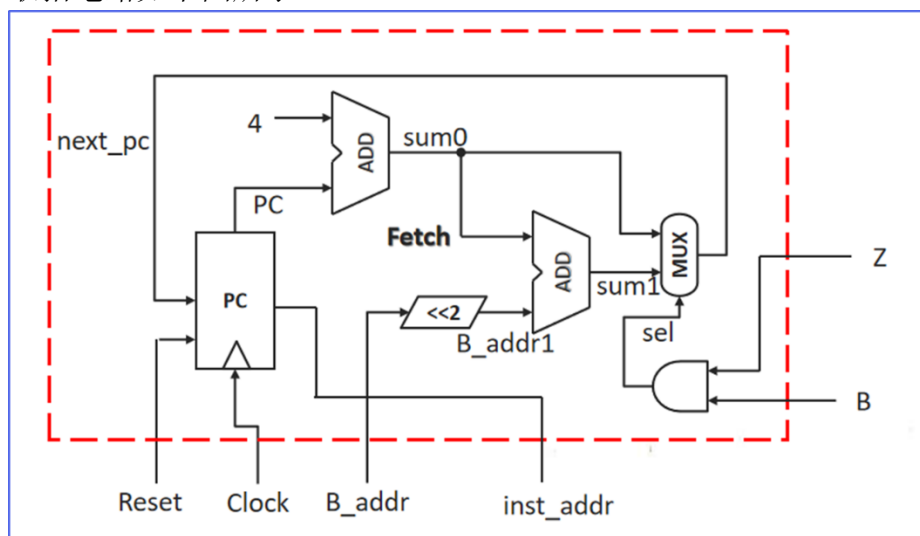 next_pc
4
ADD
sum0
PC
Fetch
ADD
MUX
Z
PC
<<2
sum1
B_addr1
sel
B
Reset
Clock
B_addr
inst_addr